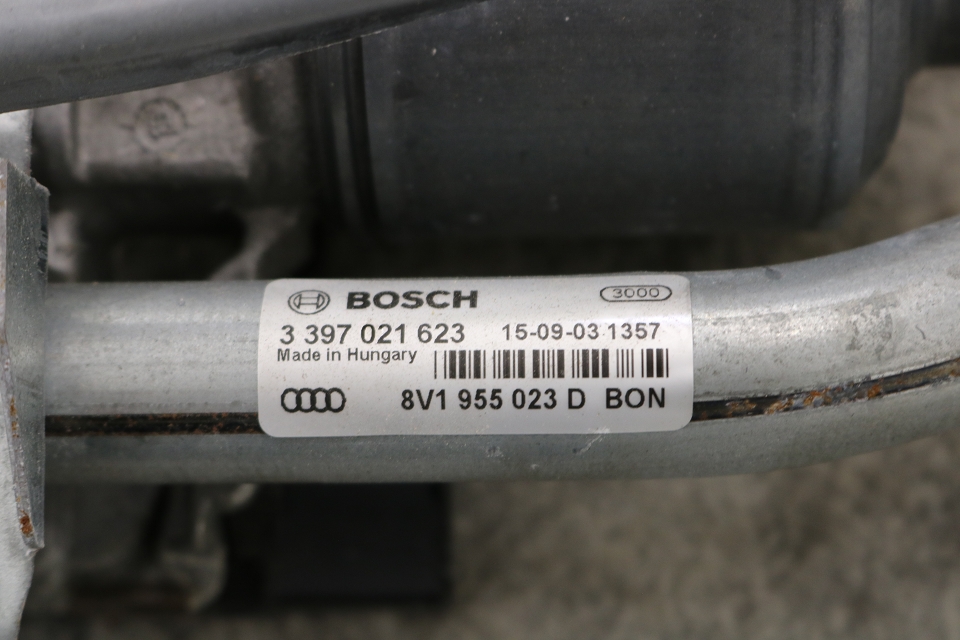 BOSCH 3000
3 397 021 623 15-09-03 1357
Made in Hungary
8V1 955 023 D BON